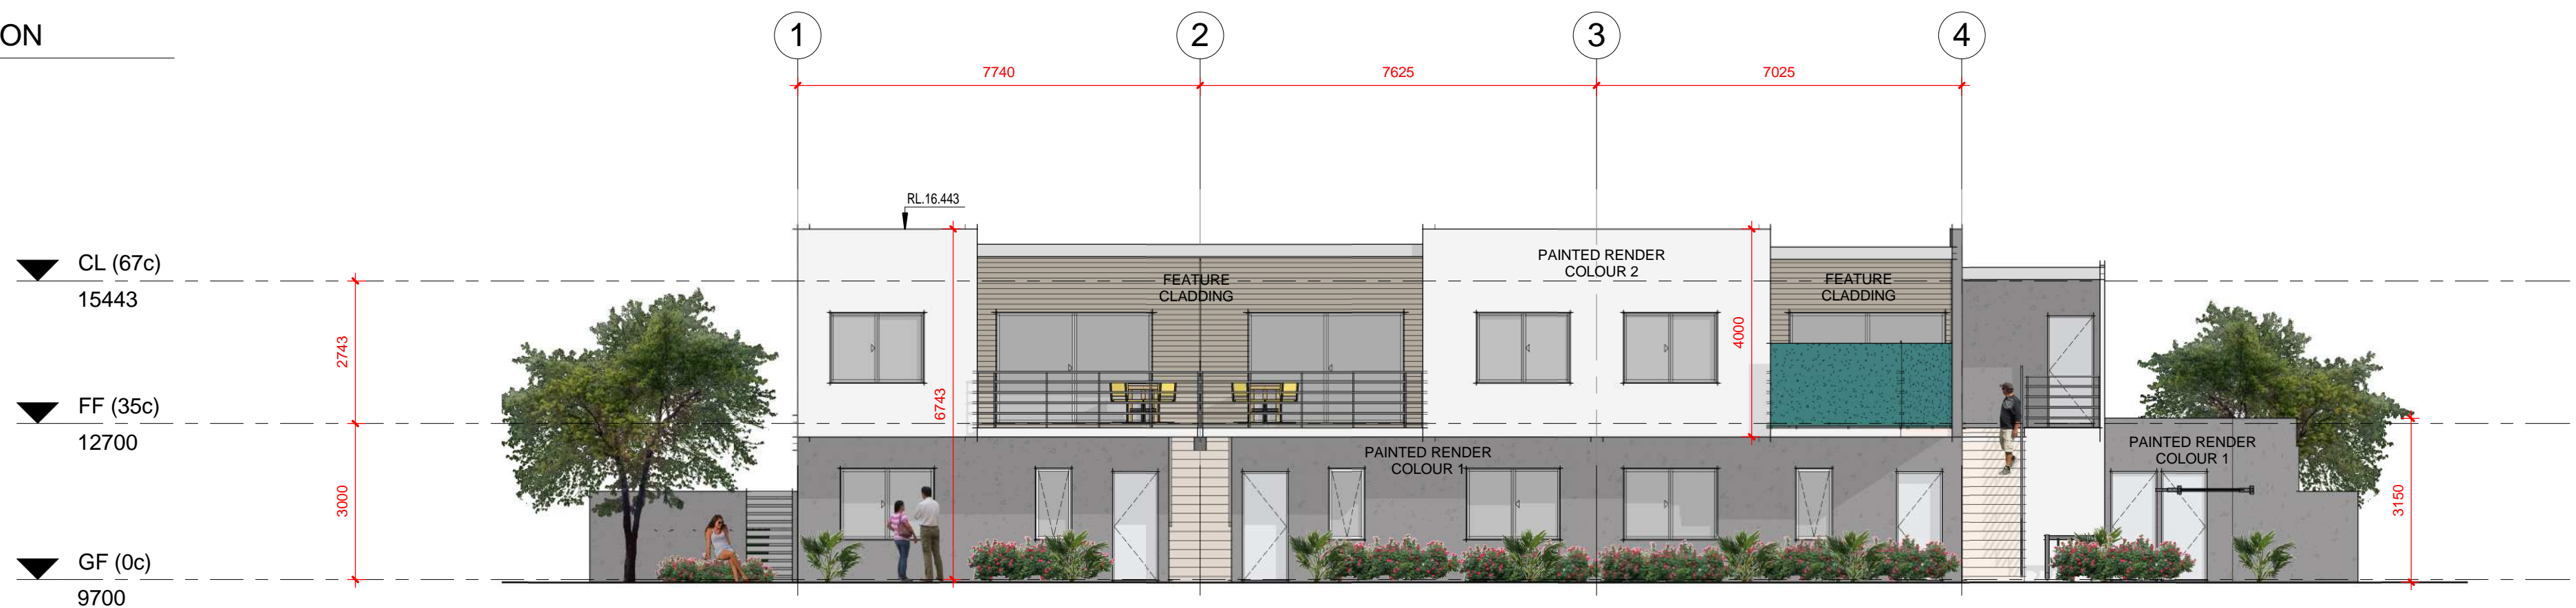 ON
1
2
3
4
7740
7625
7025
RL.16.443
CL (67c)
15443
FEATURE
CLADDING
PAINTED RENDER
COLOUR 2
FEATURE
CLADDING
2743
4000
6743
FF (35c)
12700
PAINTED RENDER
COLOUR 1
PAINTED RENDER
COLOUR 1
3000
3150
GF (0c)
9700